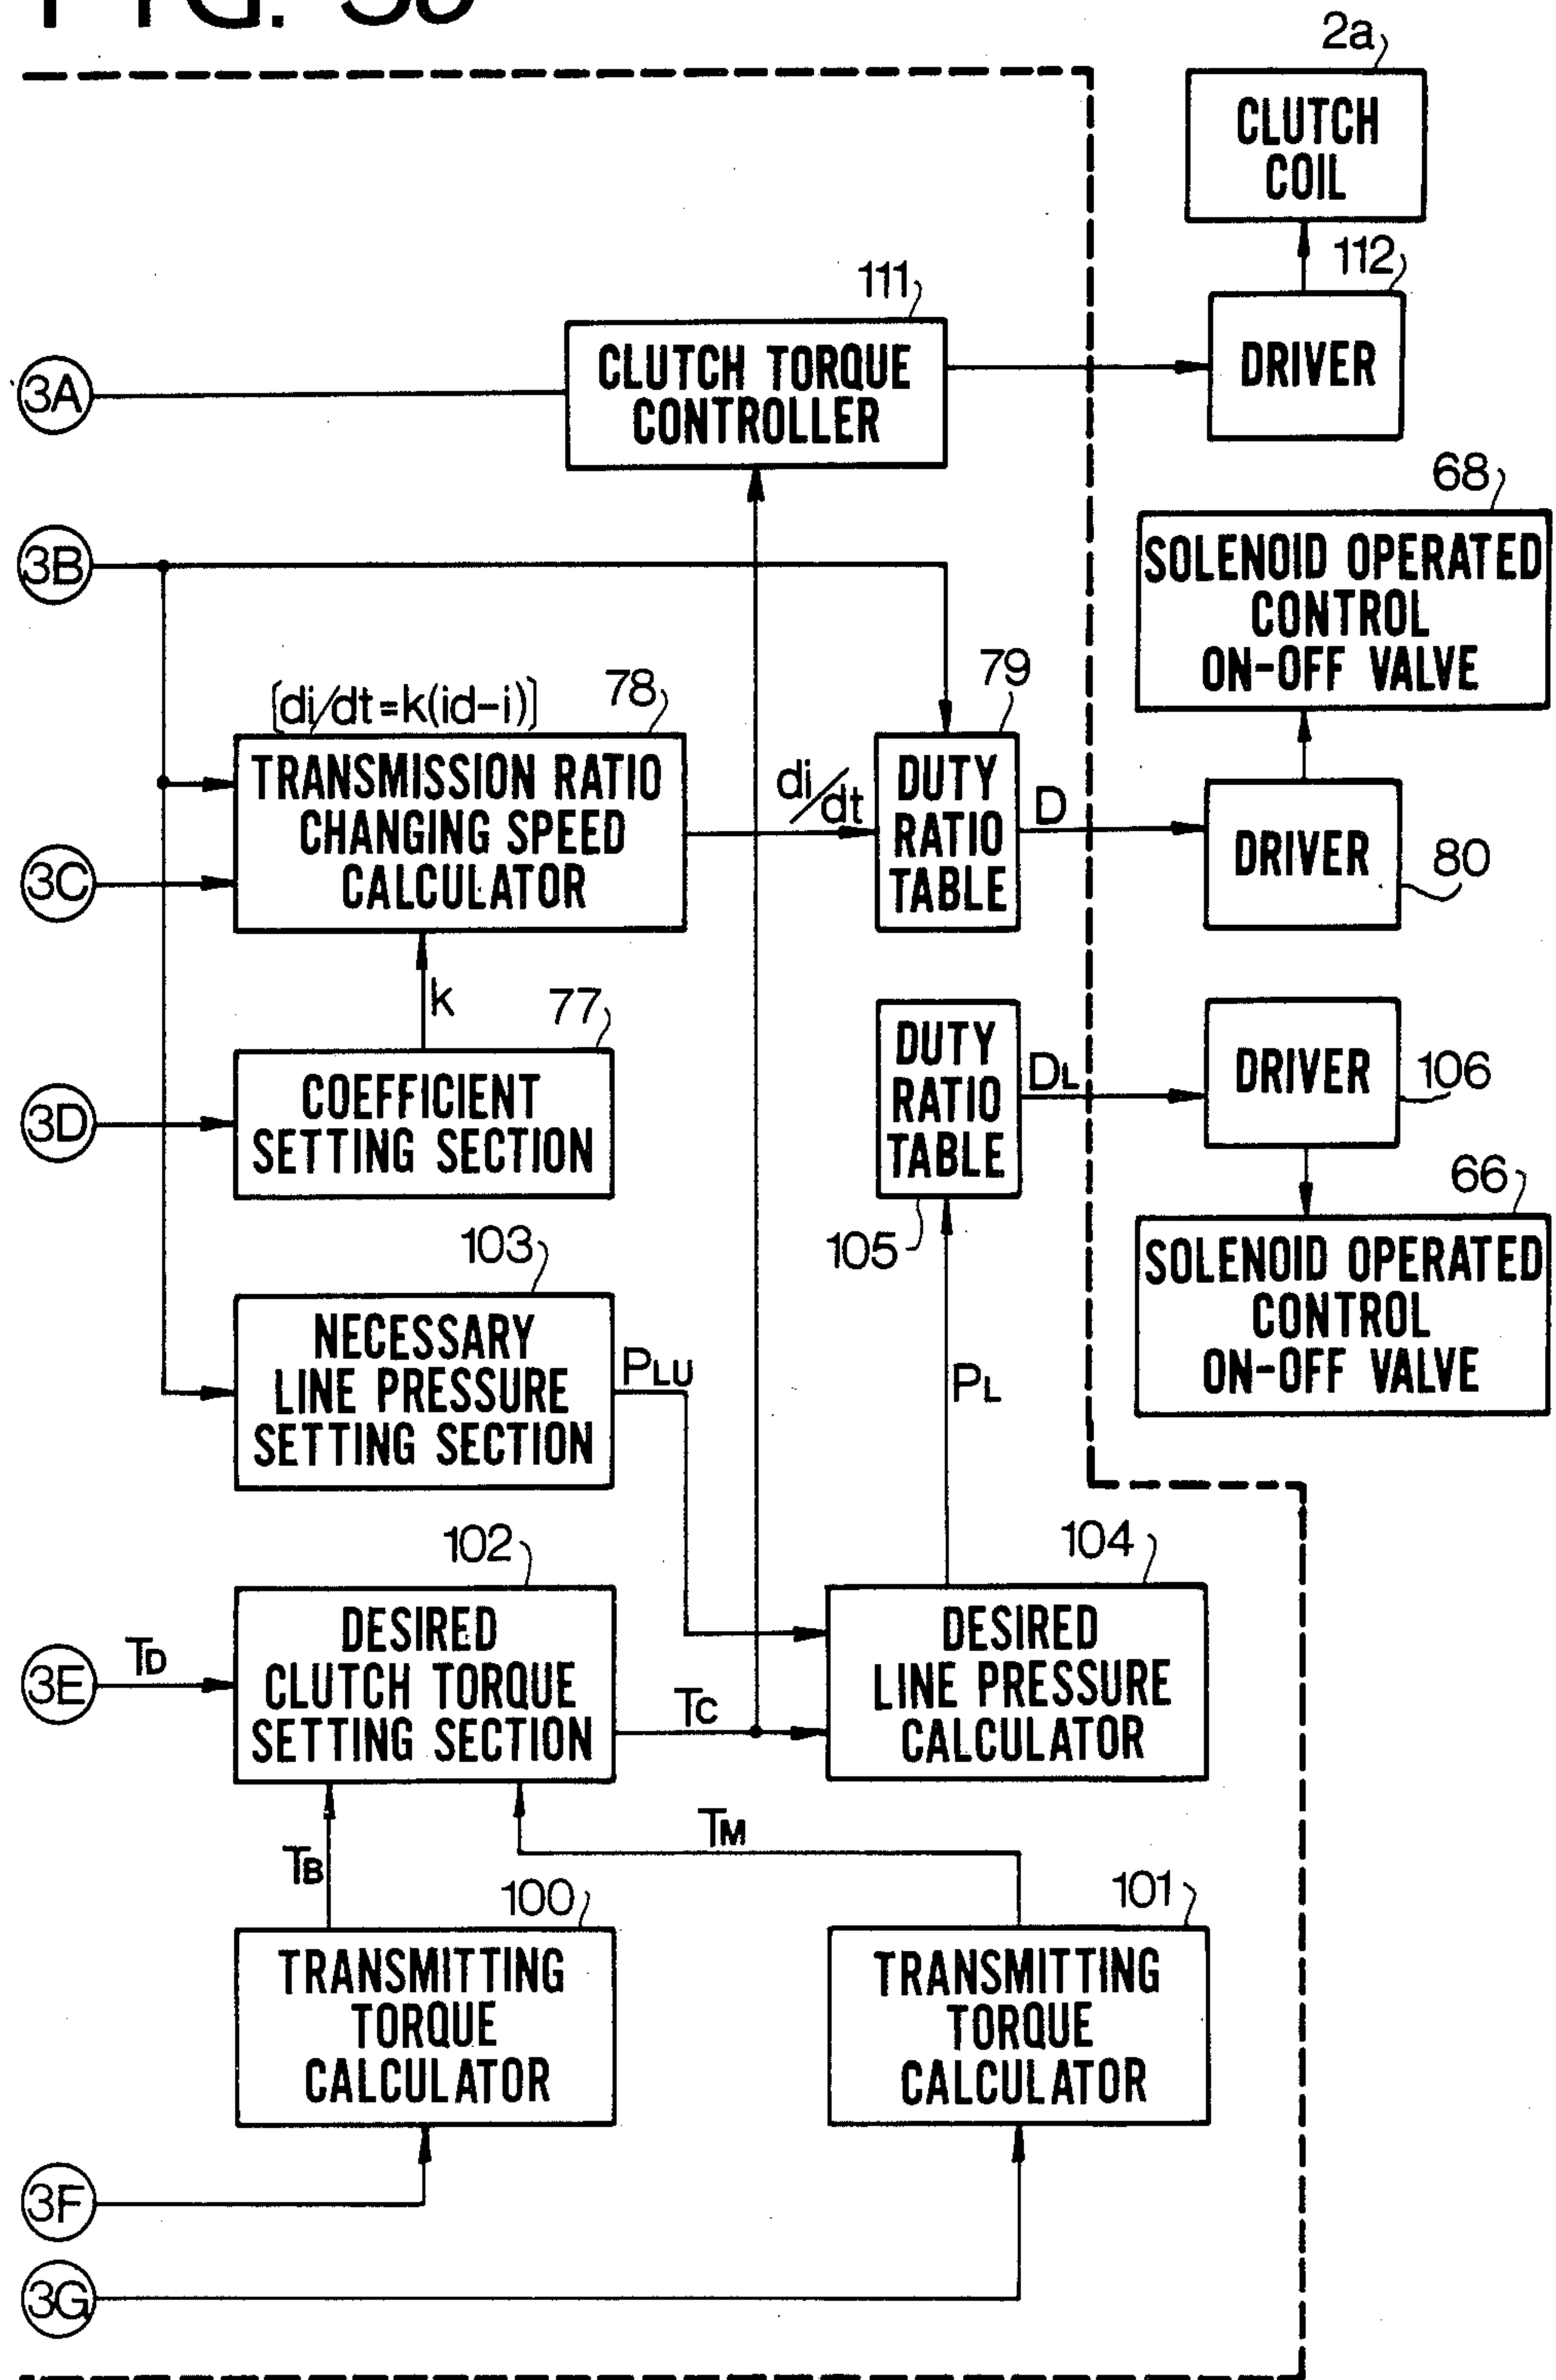 2a
CLUTCH
COIL
112
111
CLUTCH TORQUE
CONTROLLER
DRIVER
3A
68
3B
SOLENOID OPERATED
CONTROL
ON-OFF VALVE
[di/dt=k(id-i)]
78
79
TRANSMISSION RATIO
CHANGING SPEED
CALCULATOR
di/dt
DUTY
RATIO
TABLE
D
DRIVER
80
3C
k
77
COEFFICIENT
SETTING SECTION
3D
DUTY
RATIO
TABLE
DL
DRIVER
106
105
66
SOLENOID OPERATED
CONTROL
ON-OFF VALVE
103
NECESSARY
LINE PRESSURE
SETTING SECTION
PLU
PL
102
104
3E
TD
DESIRED
CLUTCH TORQUE
SETTING SECTION
TC
DESIRED
LINE PRESSURE
CALCULATOR
TB
TM
100
101
TRANSMITTING
TORQUE
CALCULATOR
TRANSMITTING
TORQUE
CALCULATOR
3F
3G